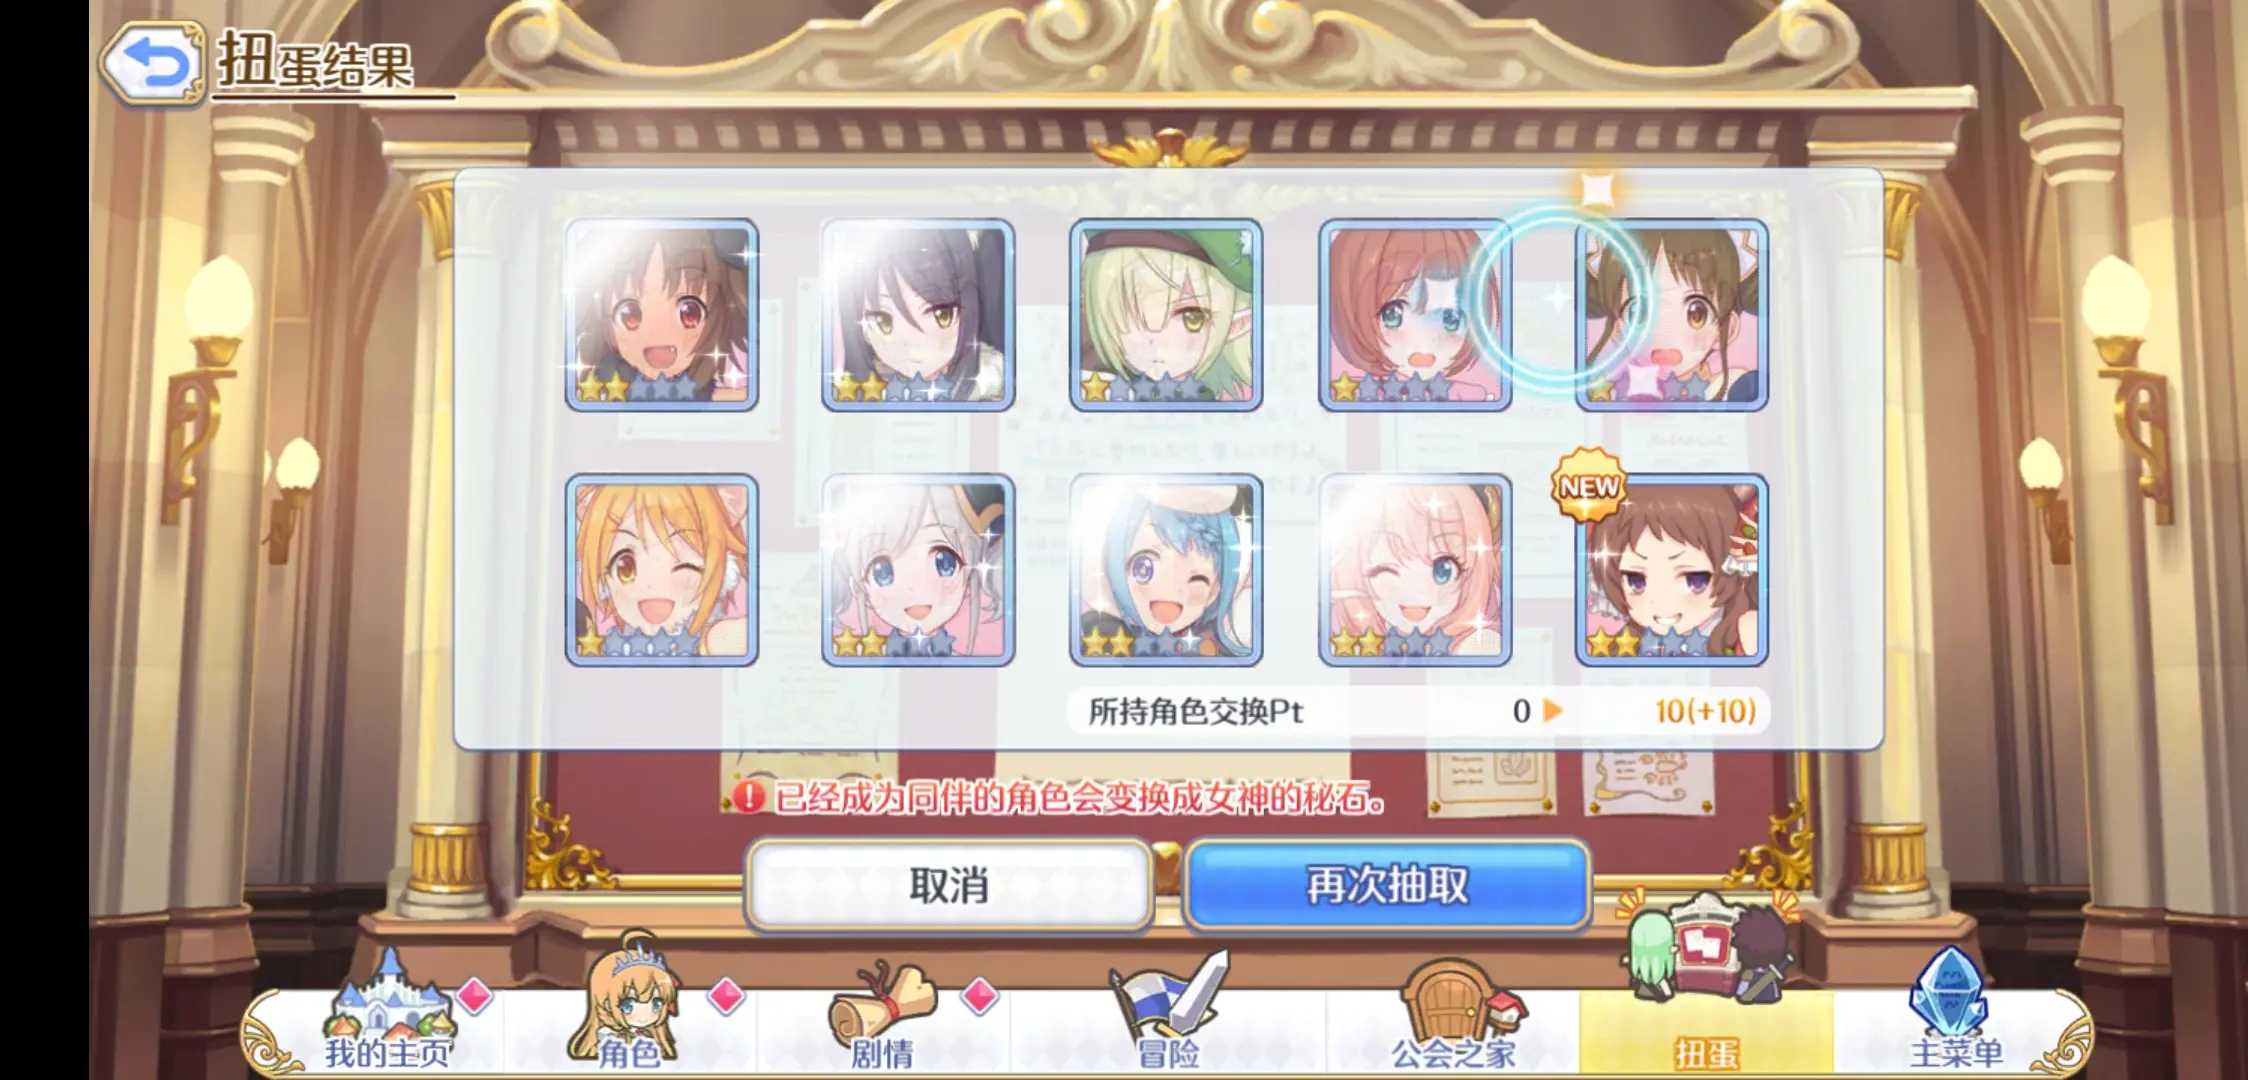 扭蛋结果
NEW
所持角色交换Pt 0 10(+10)
已经成为同伴的角色会变换成女神的秘石。
取消 再次抽取
我的主页 角色 剧情 冒险 公会之家 扭蛋 主菜单